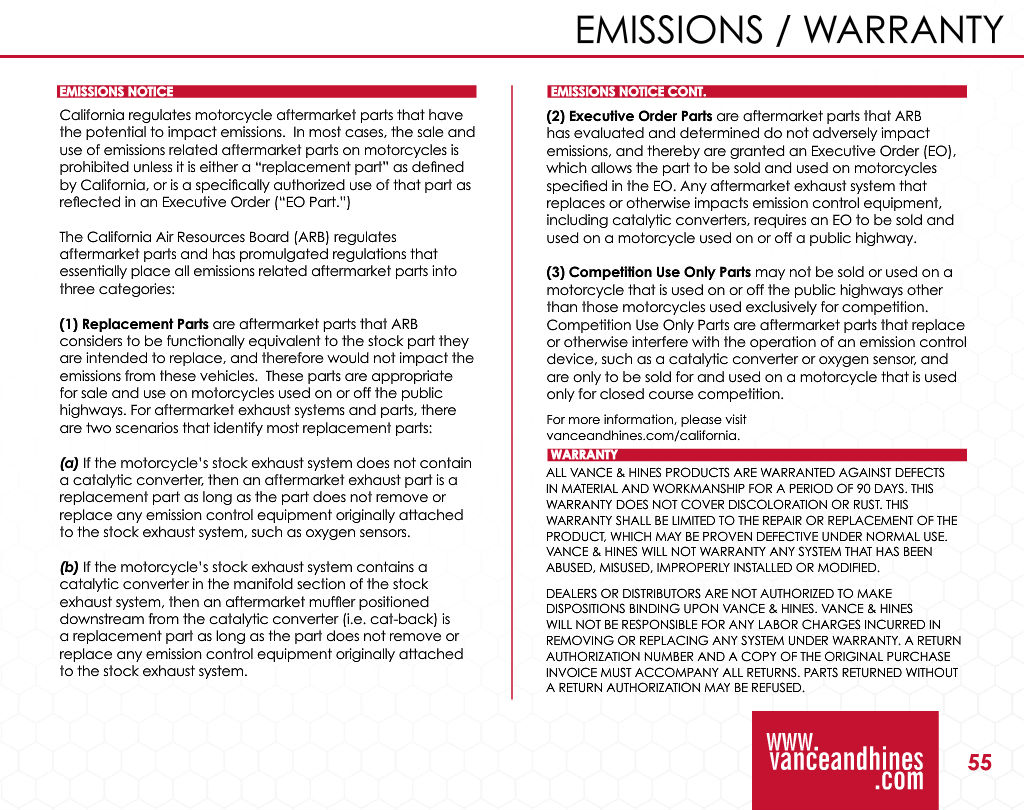 EMISSIONS / WARRANTY
EMISSIONS NOTICE
California regulates motorcycle aftermarket parts that have
the potential to impact emissions.  In most cases, the sale and
use of emissions related aftermarket parts on motorcycles is
prohibited unless it is either a “replacement part” as defined
by California, or is a specifically authorized use of that part as
reflected in an Executive Order (“EO Part.”)
The California Air Resources Board (ARB) regulates
aftermarket parts and has promulgated regulations that
essentially place all emissions related aftermarket parts into
three categories:
(1) Replacement Parts are aftermarket parts that ARB
considers to be functionally equivalent to the stock part they
are intended to replace, and therefore would not impact the
emissions from these vehicles.  These parts are appropriate
for sale and use on motorcycles used on or off the public
highways. For aftermarket exhaust systems and parts, there
are two scenarios that identify most replacement parts:
(a) If the motorcycle’s stock exhaust system does not contain
a catalytic converter, then an aftermarket exhaust part is a
replacement part as long as the part does not remove or
replace any emission control equipment originally attached
to the stock exhaust system, such as oxygen sensors.
(b) If the motorcycle’s stock exhaust system contains a
catalytic converter in the manifold section of the stock
exhaust system, then an aftermarket muffler positioned
downstream from the catalytic converter (i.e. cat-back) is
a replacement part as long as the part does not remove or
replace any emission control equipment originally attached
to the stock exhaust system.
EMISSIONS NOTICE CONT.
(2) Executive Order Parts are aftermarket parts that ARB
has evaluated and determined do not adversely impact
emissions, and thereby are granted an Executive Order (EO),
which allows the part to be sold and used on motorcycles
specified in the EO. Any aftermarket exhaust system that
replaces or otherwise impacts emission control equipment,
including catalytic converters, requires an EO to be sold and
used on a motorcycle used on or off a public highway.
(3) Competition Use Only Parts may not be sold or used on a
motorcycle that is used on or off the public highways other
than those motorcycles used exclusively for competition.
Competition Use Only Parts are aftermarket parts that replace
or otherwise interfere with the operation of an emission control
device, such as a catalytic converter or oxygen sensor, and
are only to be sold for and used on a motorcycle that is used
only for closed course competition.
For more information, please visit
vanceandhines.com/california.
WARRANTY
ALL VANCE & HINES PRODUCTS ARE WARRANTED AGAINST DEFECTS
IN MATERIAL AND WORKMANSHIP FOR A PERIOD OF 90 DAYS. THIS
WARRANTY DOES NOT COVER DISCOLORATION OR RUST. THIS
WARRANTY SHALL BE LIMITED TO THE REPAIR OR REPLACEMENT OF THE
PRODUCT, WHICH MAY BE PROVEN DEFECTIVE UNDER NORMAL USE.
VANCE & HINES WILL NOT WARRANTY ANY SYSTEM THAT HAS BEEN
ABUSED, MISUSED, IMPROPERLY INSTALLED OR MODIFIED.
DEALERS OR DISTRIBUTORS ARE NOT AUTHORIZED TO MAKE
DISPOSITIONS BINDING UPON VANCE & HINES. VANCE & HINES
WILL NOT BE RESPONSIBLE FOR ANY LABOR CHARGES INCURRED IN
REMOVING OR REPLACING ANY SYSTEM UNDER WARRANTY. A RETURN
AUTHORIZATION NUMBER AND A COPY OF THE ORIGINAL PURCHASE
INVOICE MUST ACCOMPANY ALL RETURNS. PARTS RETURNED WITHOUT
A RETURN AUTHORIZATION MAY BE REFUSED.
www.
vanceandhines
.com
55